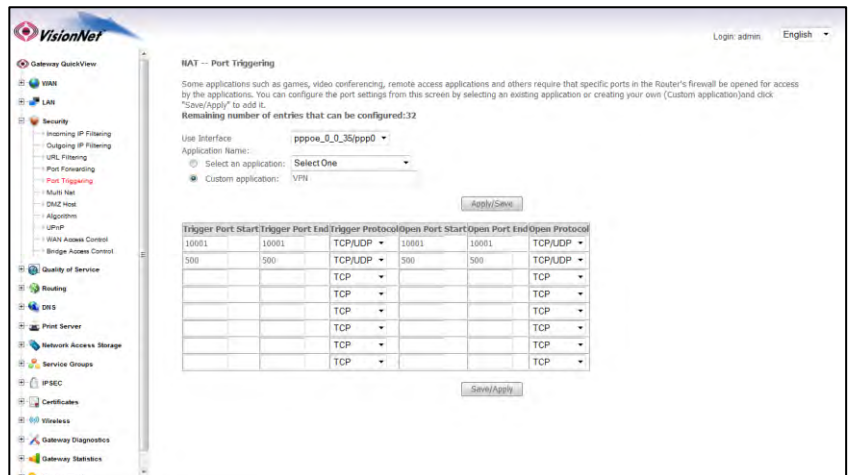 VisionNet
Login: admin English
Gateway QuickView
WAN
LAN
Security
Incoming IP Filtering
Outgoing IP Filtering
URL Filtering
Port Forwarding
Port Triggering
Multi Nat
DMZ Host
Algorithm
UPnP
WAN Access Control
Bridge Access Control
Quality of Service
Routing
DNS
Print Server
Network Access Storage
Service Groups
IPSEC
Certificates
Wireless
Gateway Diagnostics
Gateway Statistics
NAT -- Port Triggering
Some applications such as games, video conferencing, remote access applications and others require that specific ports in the Router's firewall be opened for access
by the applications. You can configure the port settings from this screen by selecting an existing application or creating your own (Custom application)and click
"Save/Apply" to add it.
Remaining number of entries that can be configured:32
Use Interface pppoe_0_0_35/ppp0
Application Name:
Select an application: Select One
Custom application: VPN
Apply/Save
Trigger Port Start Trigger Port End Trigger Protocol Open Port Start Open Port End Open Protocol
10001 10001 TCP/UDP 10001 10001 TCP/UDP
500 500 TCP/UDP 500 500 TCP/UDP
TCP TCP
TCP TCP
TCP TCP
TCP TCP
TCP TCP
TCP TCP
Save/Apply